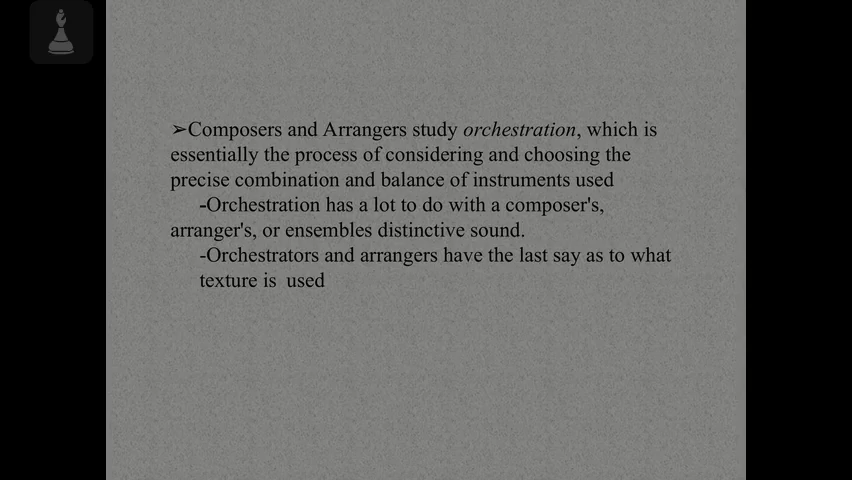 ➢Composers and Arrangers study orchestration, which is
essentially the process of considering and choosing the
precise combination and balance of instruments used
-Orchestration has a lot to do with a composer's,
arranger's, or ensembles distinctive sound.
-Orchestrators and arrangers have the last say as to what
texture is  used